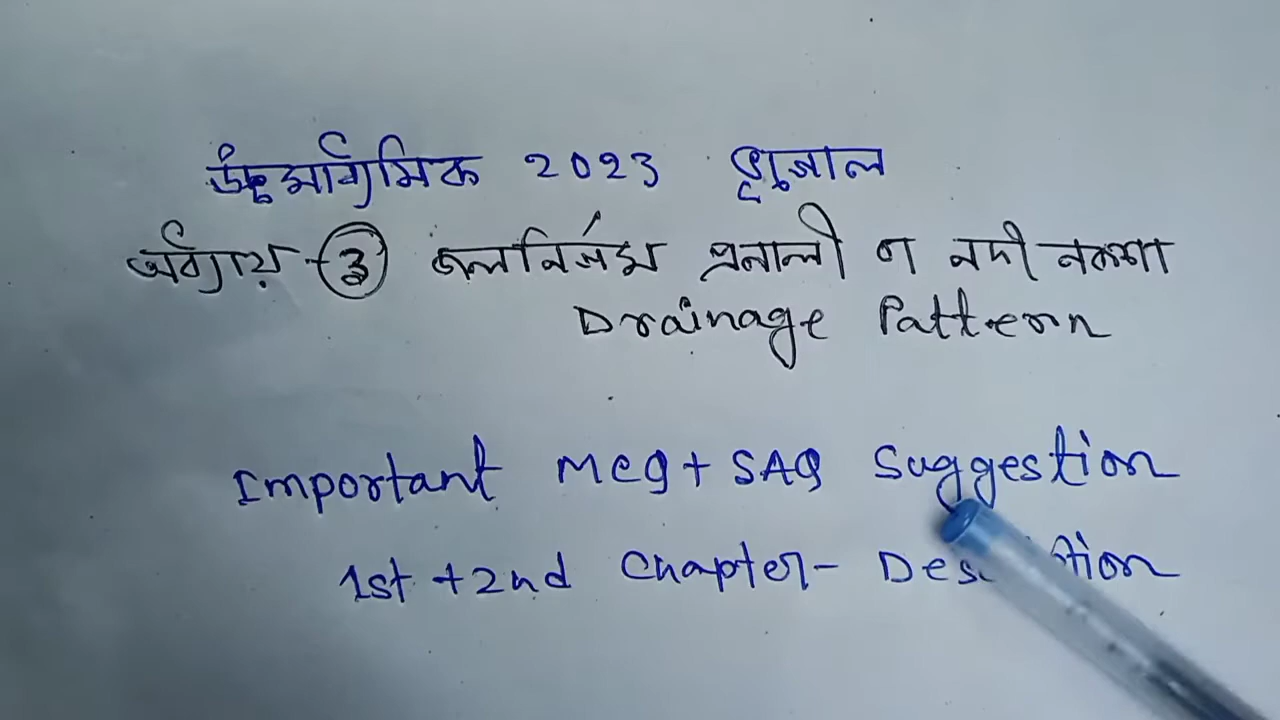 উচ্চমাধ্যমিক 2023 ভূগোল
অধ্যায় - ৩ জলনির্গম প্রনালী বা নদী নকশা
Drainage Pattern
Important MCQ + SAQ Suggestion
1st + 2nd Chapter -